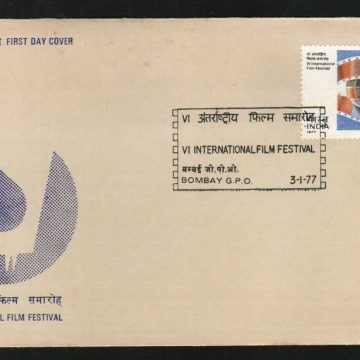 T FIRST DAY COVER
VI अंतर्राष्ट्रीय फिल्म समारोह
VI INTERNATIONAL FILM FESTIVAL
बम्बई जी.पी.ओ.
BOMBAY G.P.O. 3-1-77
VI International
Film Festival
INDIA
फिल्म समारोह
L FILM FESTIVAL